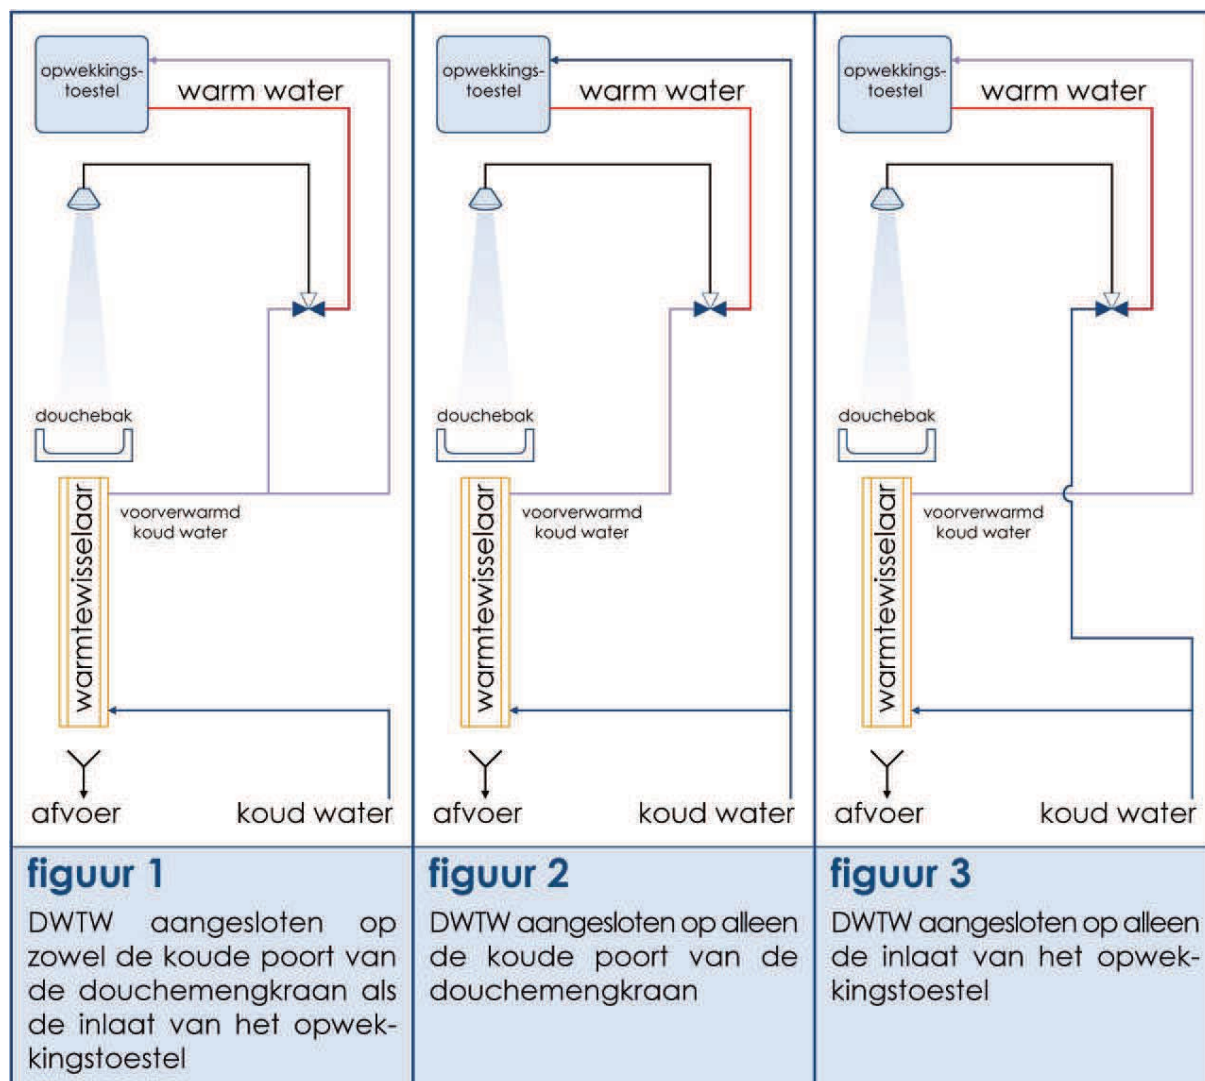 opwekkings-
toestel
warm water
douchebak
warmtewisselaar
voorverwarmd
koud water
afvoer
koud water
figuur 1
DWTW aangesloten op
zowel de koude poort van
de douchemengkraan als
de inlaat van het opwek-
kingstoestel
opwekkings-
toestel
warm water
douchebak
warmtewisselaar
voorverwarmd
koud water
afvoer
koud water
figuur 2
DWTW aangesloten op alleen
de koude poort van de
douchemengkraan
opwekkings-
toestel
warm water
douchebak
warmtewisselaar
voorverwarmd
koud water
afvoer
koud water
figuur 3
DWTW aangesloten op alleen
de inlaat van het opwek-
kingstoestel